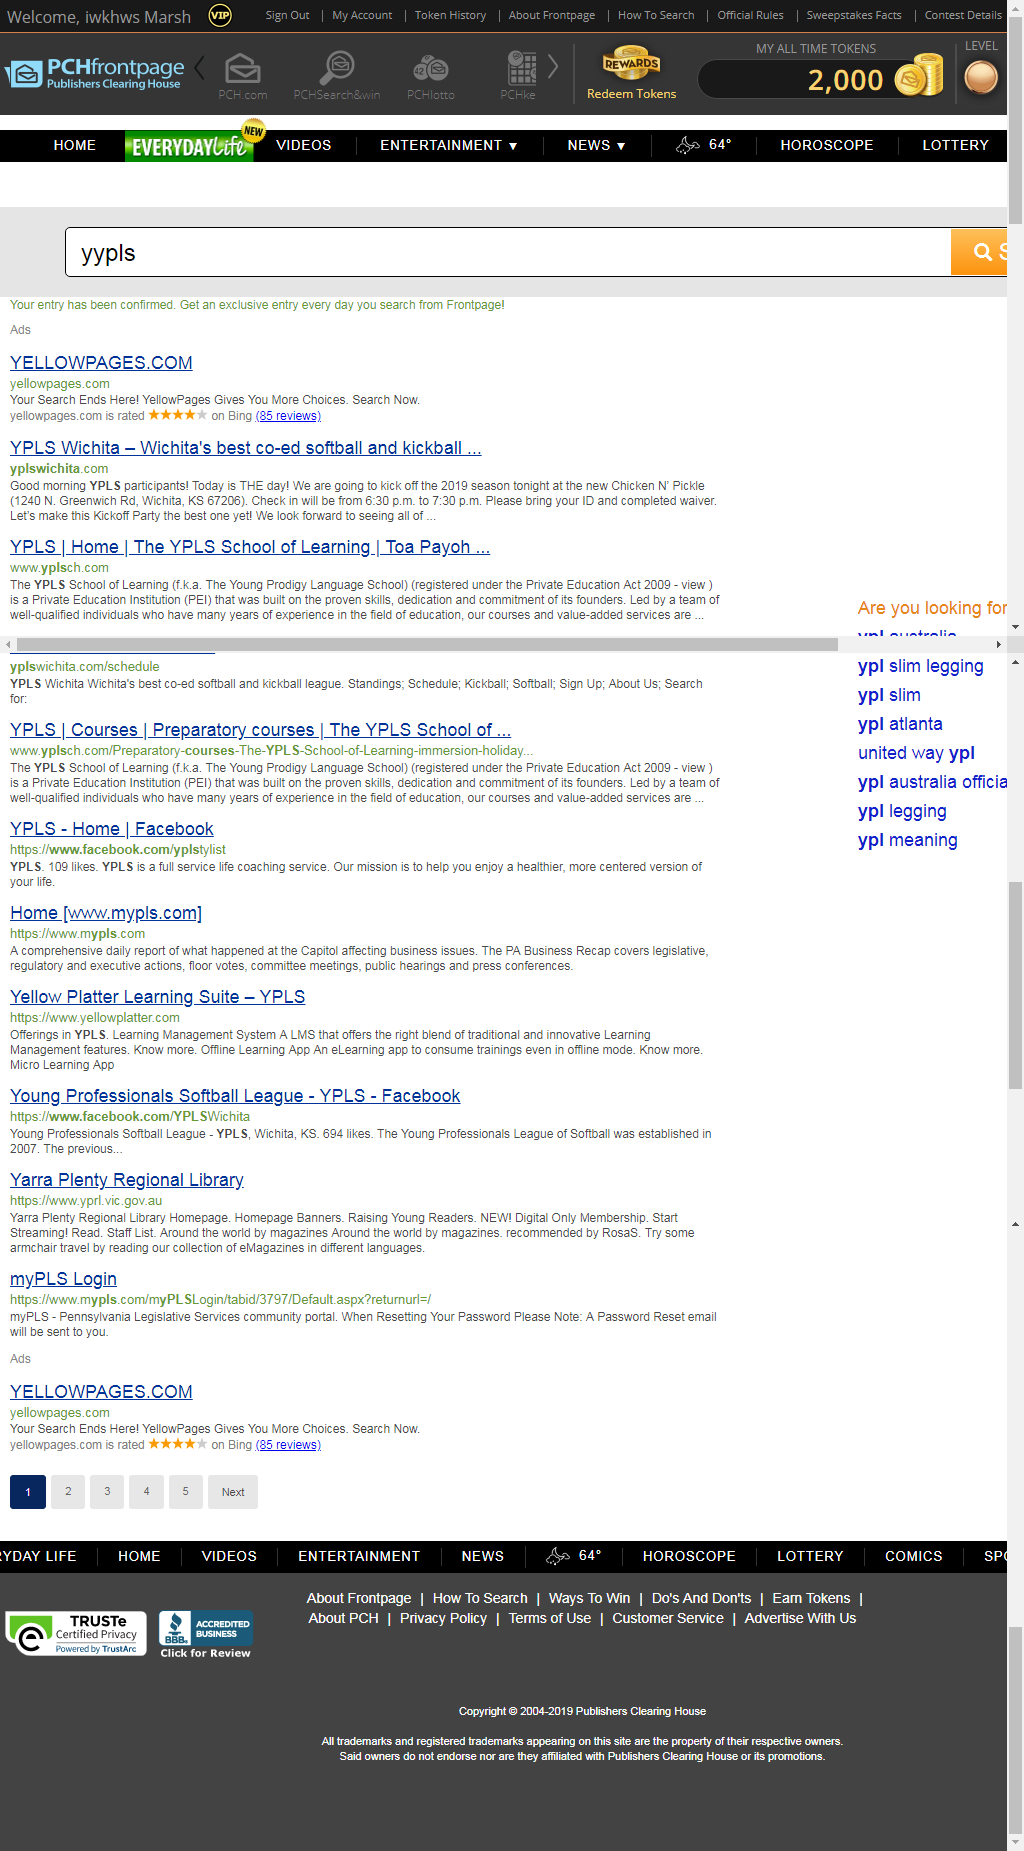 Welcome, iwkhws Marsh VIP Sign Out | My Account | Token History | About Frontpage | How To Search | Official Rules | Sweepstakes Facts | Contest Details
PCHfrontpage
Publishers Clearing House
PCH.com PCHSearch&win PCHlotto PCHke
REWARDS
Redeem Tokens
MY ALL TIME TOKENS
2,000
LEVEL
HOME EVERYDAY Life NEW VIDEOS ENTERTAINMENT ▼ NEWS ▼ 64° HOROSCOPE LOTTERY
yypls
S
Your entry has been confirmed. Get an exclusive entry every day you search from Frontpage!
Ads
YELLOWPAGES.COM
yellowpages.com
Your Search Ends Here! YellowPages Gives You More Choices. Search Now.
yellowpages.com is rated ★★★★★ on Bing (85 reviews)
YPLS Wichita – Wichita's best co-ed softball and kickball ...
yplswichita.com
Good morning YPLS participants! Today is THE day! We are going to kick off the 2019 season tonight at the new Chicken N' Pickle
(1240 N. Greenwich Rd, Wichita, KS 67206). Check in will be from 6:30 p.m. to 7:30 p.m. Please bring your ID and completed waiver.
Let's make this Kickoff Party the best one yet! We look forward to seeing all of ...
YPLS | Home | The YPLS School of Learning | Toa Payoh ...
www.yplsch.com
The YPLS School of Learning (f.k.a. The Young Prodigy Language School) (registered under the Private Education Act 2009 - view )
is a Private Education Institution (PEI) that was built on the proven skills, dedication and commitment of its founders. Led by a team of
well-qualified individuals who have many years of experience in the field of education, our courses and value-added services are ...
Are you looking for
ypl australia
yplswichita.com/schedule
YPLS Wichita Wichita's best co-ed softball and kickball league. Standings; Schedule; Kickball; Softball; Sign Up; About Us; Search
for:
YPLS | Courses | Preparatory courses | The YPLS School of ...
www.yplsch.com/Preparatory-courses-The-YPLS-School-of-Learning-immersion-holiday...
The YPLS School of Learning (f.k.a. The Young Prodigy Language School) (registered under the Private Education Act 2009 - view )
is a Private Education Institution (PEI) that was built on the proven skills, dedication and commitment of its founders. Led by a team of
well-qualified individuals who have many years of experience in the field of education, our courses and value-added services are ...
YPLS - Home | Facebook
https://www.facebook.com/yplstylist
YPLS. 109 likes. YPLS is a full service life coaching service. Our mission is to help you enjoy a healthier, more centered version of
your life.
ypl slim legging
ypl slim
ypl atlanta
united way ypl
ypl australia officia
ypl legging
ypl meaning
Home [www.mypls.com]
https://www.mypls.com
A comprehensive daily report of what happened at the Capitol affecting business issues. The PA Business Recap covers legislative,
regulatory and executive actions, floor votes, committee meetings, public hearings and press conferences.
Yellow Platter Learning Suite – YPLS
https://www.yellowplatter.com
Offerings in YPLS. Learning Management System A LMS that offers the right blend of traditional and innovative Learning
Management features. Know more. Offline Learning App An eLearning app to consume trainings even in offline mode. Know more.
Micro Learning App
Young Professionals Softball League - YPLS - Facebook
https://www.facebook.com/YPLSWichita
Young Professionals Softball League - YPLS, Wichita, KS. 694 likes. The Young Professionals League of Softball was established in
2007. The previous...
Yarra Plenty Regional Library
https://www.yprl.vic.gov.au
Yarra Plenty Regional Library Homepage. Homepage Banners. Raising Young Readers. NEW! Digital Only Membership. Start
Streaming! Read. Staff List. Around the world by magazines Around the world by magazines. recommended by RosaS. Try some
armchair travel by reading our collection of eMagazines in different languages.
myPLS Login
https://www.mypls.com/myPLSLogin/tabid/3797/Default.aspx?returnurl=/
myPLS - Pennsylvania Legislative Services community portal. When Resetting Your Password Please Note: A Password Reset email
will be sent to you.
Ads
YELLOWPAGES.COM
yellowpages.com
Your Search Ends Here! YellowPages Gives You More Choices. Search Now.
yellowpages.com is rated ★★★★★ on Bing (85 reviews)
1 2 3 4 5 Next
RYDAY LIFE HOME VIDEOS ENTERTAINMENT NEWS 64° HOROSCOPE LOTTERY COMICS SPO
About Frontpage | How To Search | Ways To Win | Do's And Don'ts | Earn Tokens |
About PCH | Privacy Policy | Terms of Use | Customer Service | Advertise With Us
TRUSTe
Certified Privacy
Powered by TrustArc
BBB
ACCREDITED
BUSINESS
Click for Review
Copyright © 2004-2019 Publishers Clearing House
All trademarks and registered trademarks appearing on this site are the property of their respective owners.
Said owners do not endorse nor are they affiliated with Publishers Clearing House or its promotions.